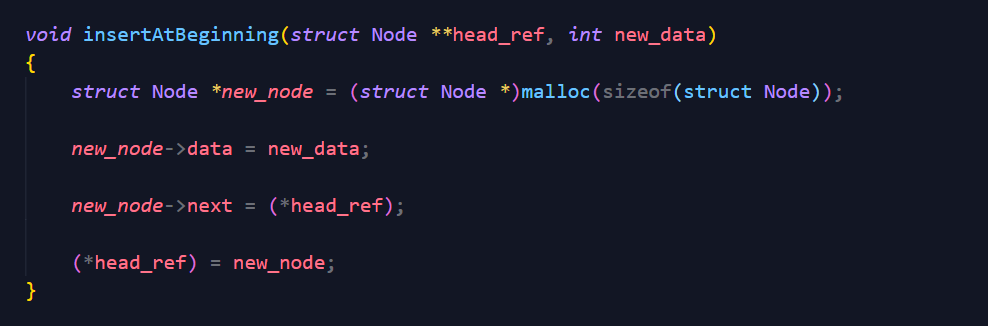 void insertAtBeginning(struct Node **head_ref, int new_data)
{
struct Node *new_node = (struct Node *)malloc(sizeof(struct Node));
new_node->data = new_data;
new_node->next = (*head_ref);
(*head_ref) = new_node;
}